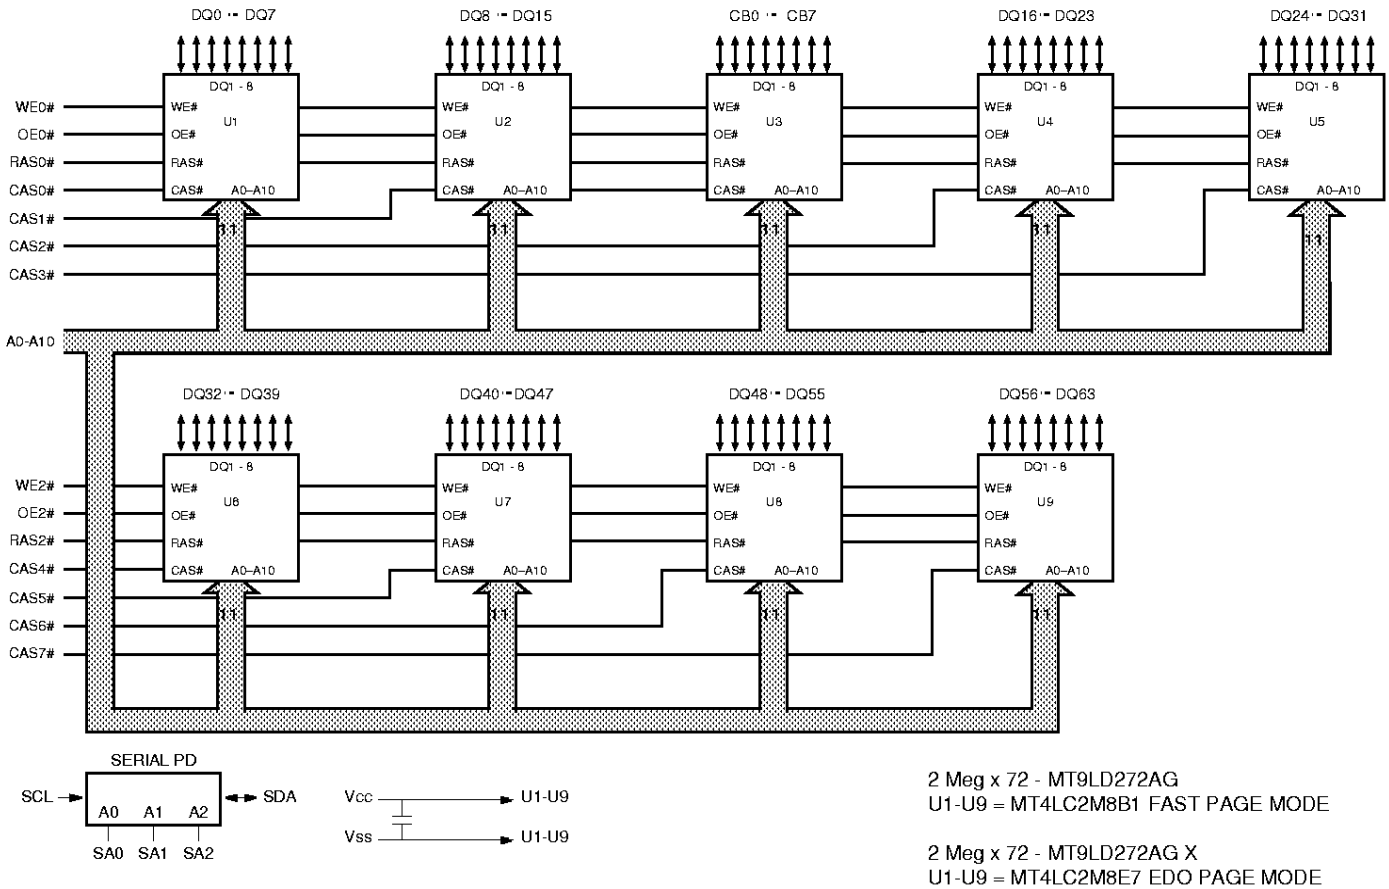 DQ0 - DQ7 DQ8 - DQ15 CB0 - CB7 DQ16 - DQ23 DQ24 - DQ31
DQ1 - 8 DQ1 - 8 DQ1 - 8 DQ1 - 8 DQ1 - 8
WE0# WE# WE# WE# WE# WE#
U1 U2 U3 U4 U5
OE0# OE# OE# OE# OE# OE#
RAS0# RAS# RAS# RAS# RAS# RAS#
CAS0# CAS# A0–A10 CAS# A0–A10 CAS# A0–A10 CAS# A0–A10 CAS# A0–A10
CAS1#
11 11 11 11 11
CAS2#
CAS3#
A0-A10
DQ32 - DQ39 DQ40 - DQ47 DQ48 - DQ55 DQ56 - DQ63
DQ1 - 8 DQ1 - 8 DQ1 - 8 DQ1 - 8
WE2# WE# WE# WE# WE#
U6 U7 U8 U9
OE2# OE# OE# OE# OE#
RAS2# RAS# RAS# RAS# RAS#
CAS4# CAS# A0–A10 CAS# A0–A10 CAS# A0–A10 CAS# A0–A10
CAS5#
11 11 11 11
CAS6#
CAS7#
SERIAL PD
SCL SDA
A0 A1 A2
SA0 SA1 SA2
Vcc U1-U9
Vss U1-U9
2 Meg x 72 - MT9LD272AG
U1-U9 = MT4LC2M8B1 FAST PAGE MODE
2 Meg x 72 - MT9LD272AG X
U1-U9 = MT4LC2M8E7 EDO PAGE MODE